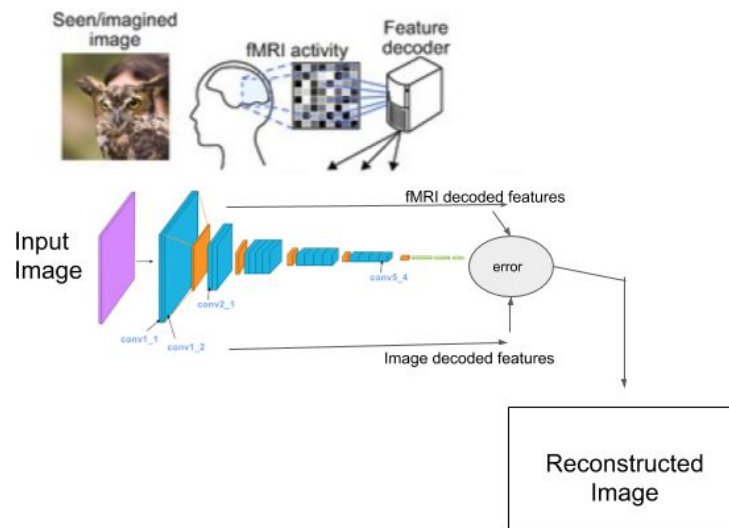 Seen/imagined
image
fMRI activity
Feature
decoder
fMRI decoded features
Input
Image
error
conv5_4
conv2_1
conv1_1
conv1_2
Image decoded features
Reconstructed
Image